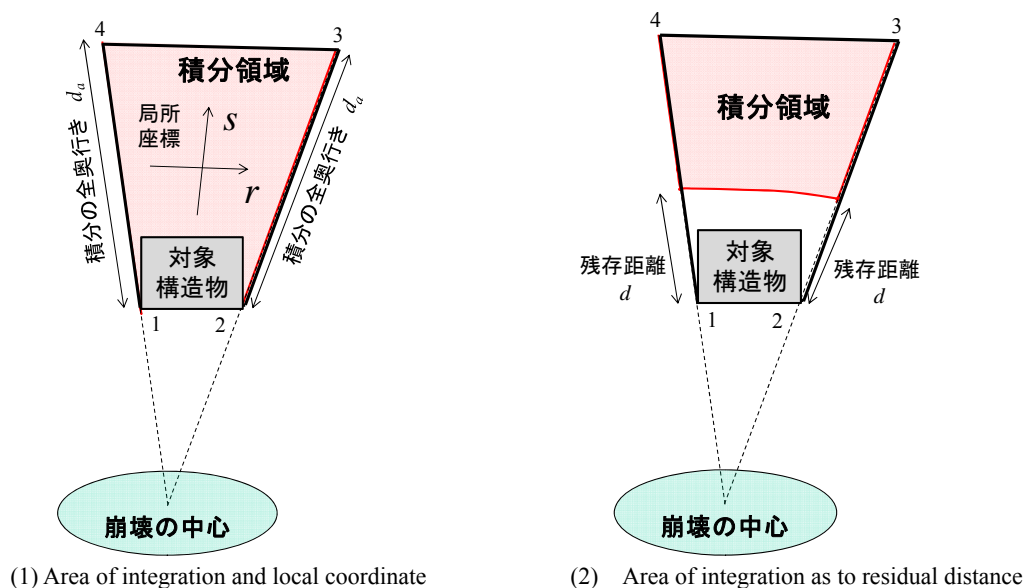 4
3
積分領域
積分の全奥行き dₐ
局所
座標
s
r
積分の全奥行き dₐ
対象
構造物
1
2
崩壊の中心
(1) Area of integration and local coordinate
4
3
積分領域
残存距離
d
対象
構造物
残存距離
d
1
2
崩壊の中心
(2) Area of integration as to residual distance